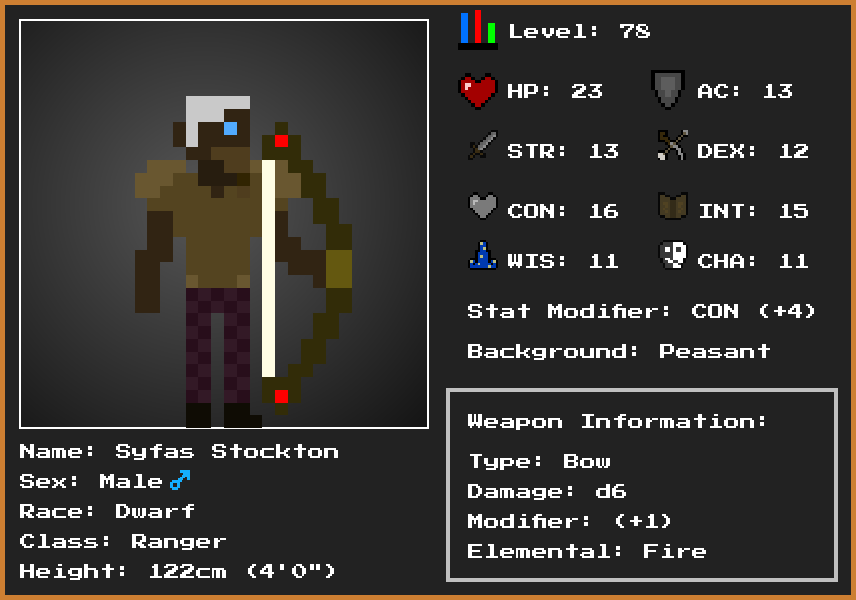 Level: 78
HP: 23
AC: 13
STR: 13
DEX: 12
CON: 16
INT: 15
WIS: 11
CHA: 11
Stat Modifier: CON (+4)
Background: Peasant
Weapon Information:
Type: Bow
Damage: d6
Modifier: (+1)
Elemental: Fire
Name: Syfas Stockton
Sex: Male♂
Race: Dwarf
Class: Ranger
Height: 122cm (4'0")